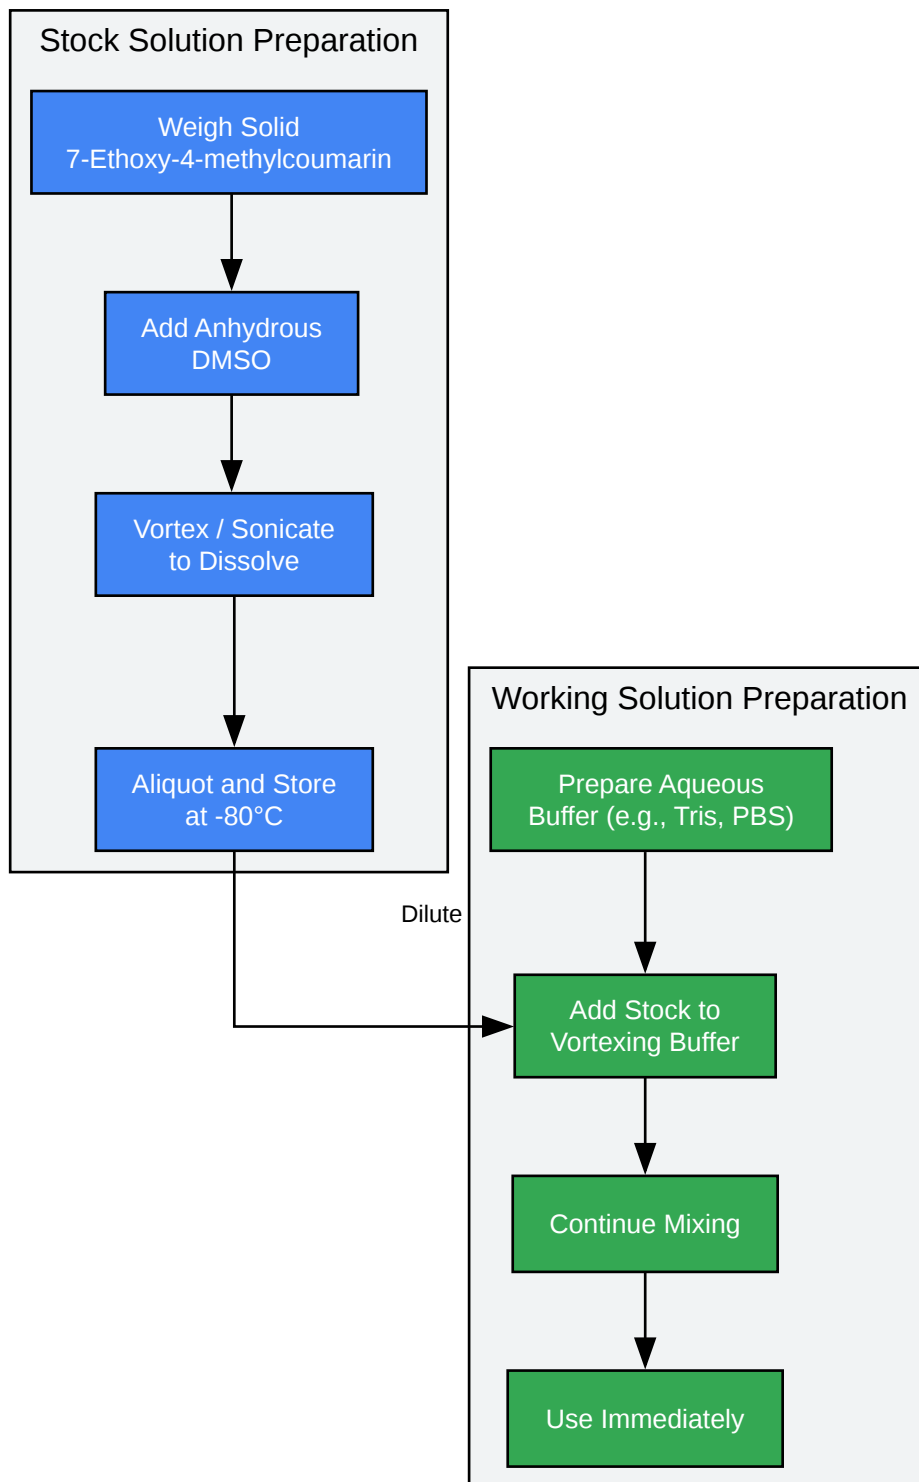 Stock Solution Preparation
Weigh Solid
7-Ethoxy-4-methylcoumarin
Add Anhydrous
DMSO
Vortex / Sonicate
to Dissolve
Aliquot and Store
at -80°C
Dilute
Working Solution Preparation
Prepare Aqueous
Buffer (e.g., Tris, PBS)
Add Stock to
Vortexing Buffer
Continue Mixing
Use Immediately